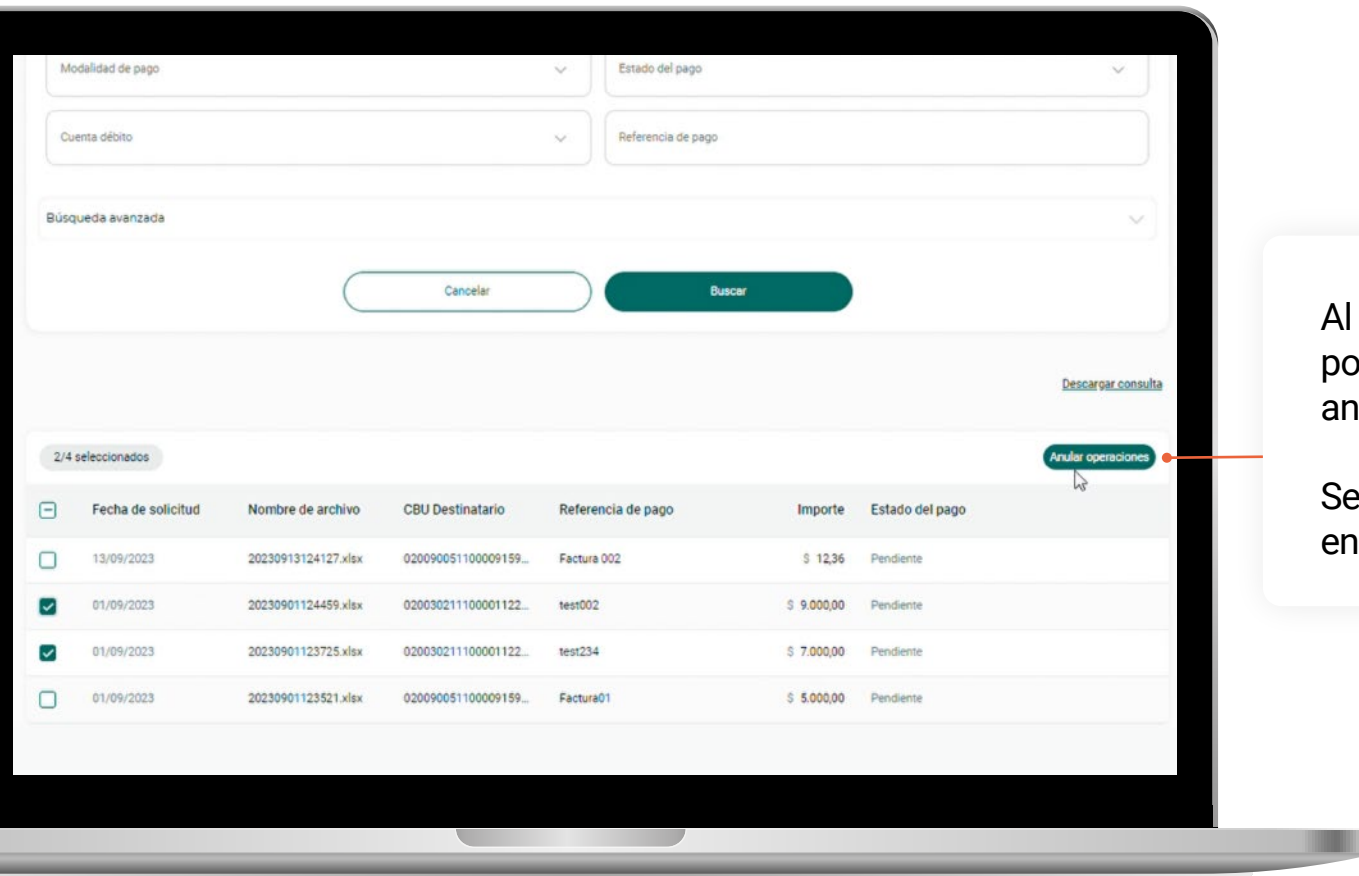 Modalidad de pago
Estado del pago
Cuenta débito
Referencia de pago
Búsqueda avanzada
Cancelar
Buscar
Descargar consulta
2/4 seleccionados
Anular operaciones
Fecha de solicitud Nombre de archivo CBU Destinatario Referencia de pago Importe Estado del pago
13/09/2023 20230913124127.xlsx 020090051100009159... Factura 002 $ 12,36 Pendiente
01/09/2023 20230901124459.xlsx 020030211100001122... test002 $ 9.000,00 Pendiente
01/09/2023 20230901123725.xlsx 020030211100001122... test234 $ 7.000,00 Pendiente
01/09/2023 20230901123521.xlsx 020090051100009159... Factura01 $ 5.000,00 Pendiente
Al
po
an
Se
en